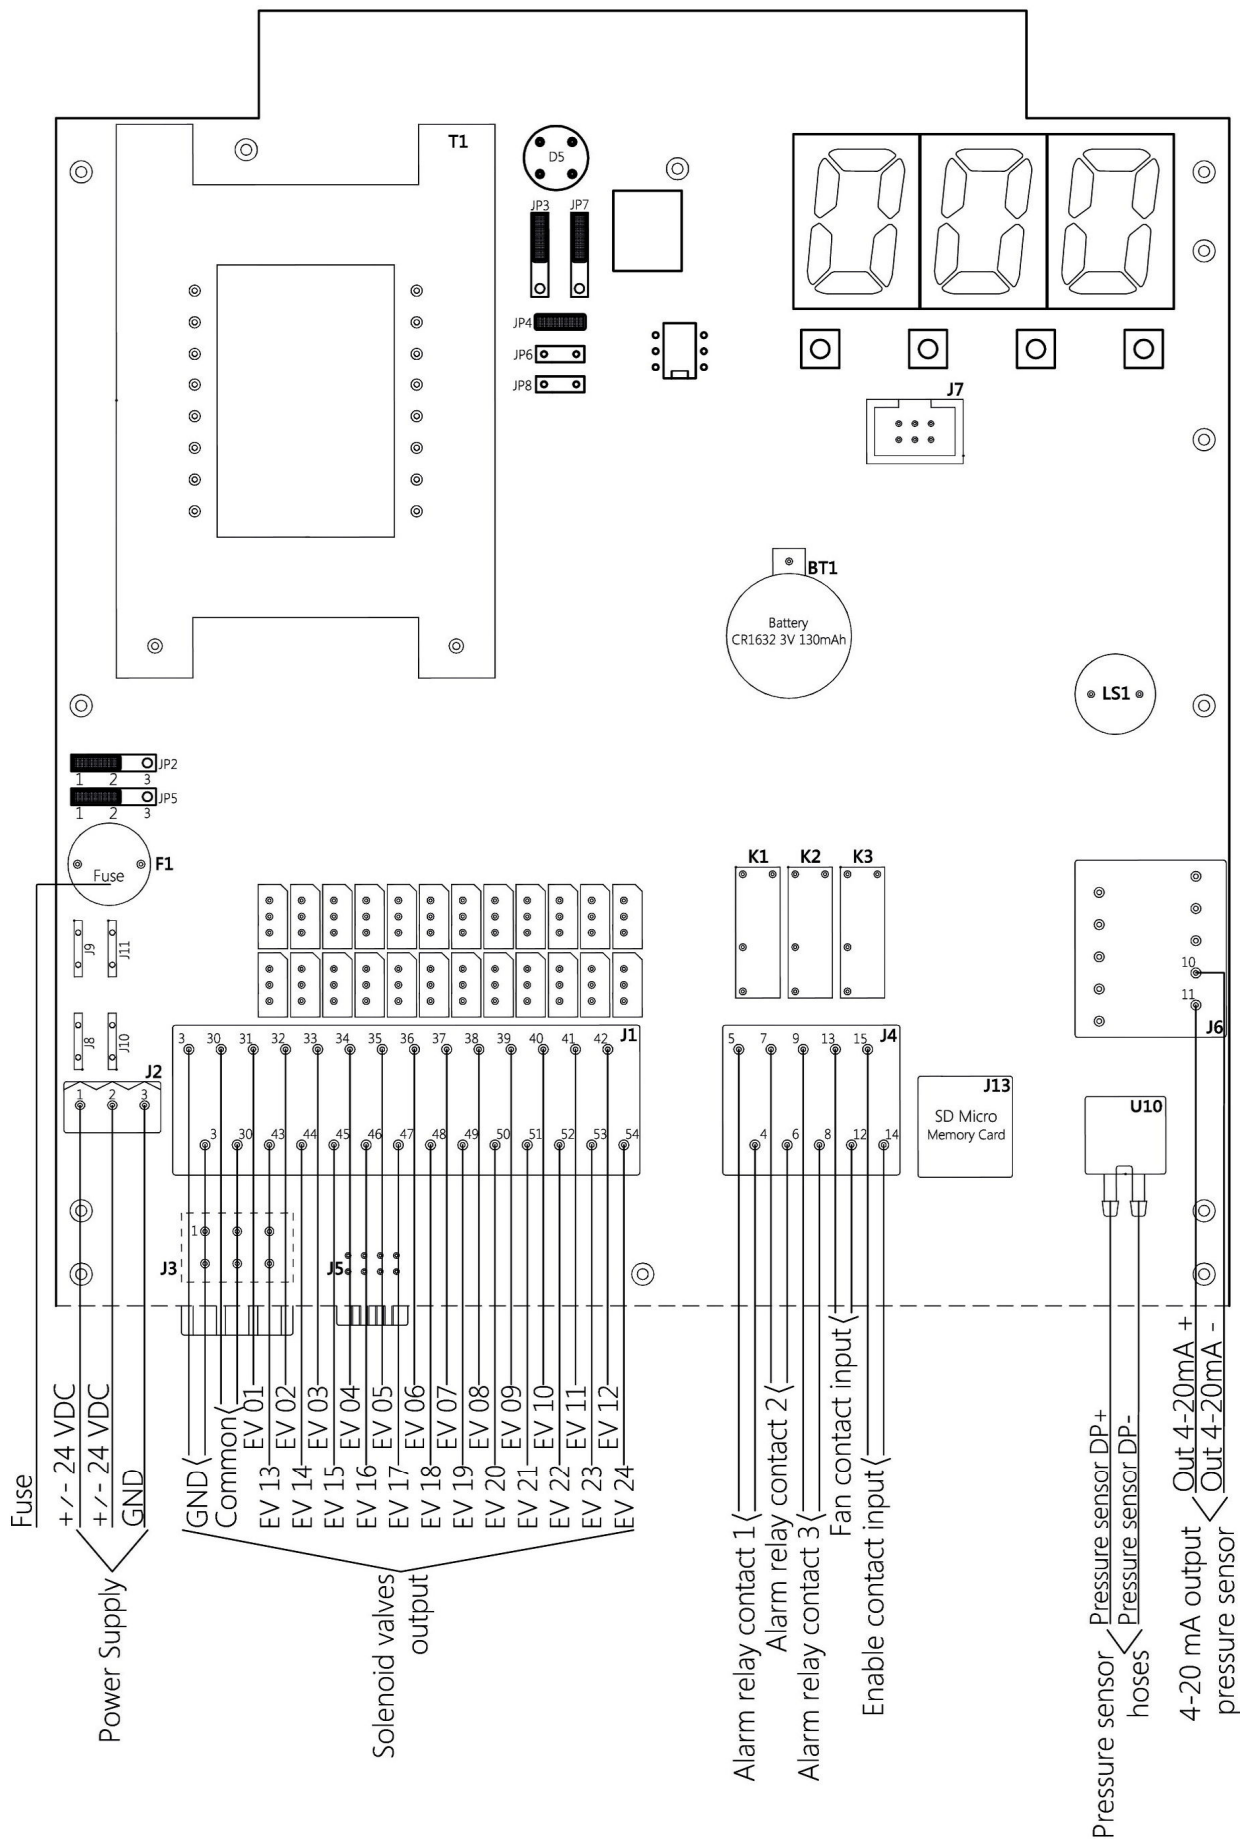 T1
D5
JP3
JP7
JP4
JP6
JP8
J7
BT1
Battery
CR1632 3V 130mAh
LS1
JP2
1 2 3
JP5
1 2 3
F1
Fuse
J9
J11
J8
J10
K1
K2
K3
J2
1 2 3
J1
3 30 31 32 33 34 35 36 37 38 39 40 41 42
3 30 43 44 45 46 47 48 49 50 51 52 53 54
J4
5 7 9 13 15
4 6 8 12 14
J13
SD Micro
Memory Card
10
11
J6
U10
J3
1
J5
Fuse
+/- 24 VDC
+/- 24 VDC
GND
Power Supply
GND
Common
EV 01
EV 13
EV 02
EV 14
EV 03
EV 15
EV 04
EV 16
EV 05
EV 17
EV 06
EV 18
EV 07
EV 19
EV 08
EV 20
EV 09
EV 21
EV 10
EV 22
EV 11
EV 23
EV 12
EV 24
Solenoid valves
output
Alarm relay contact 1
Alarm relay contact 2
Alarm relay contact 3
Fan contact input
Enable contact input
Pressure sensor DP+
Pressure sensor DP-
Pressure sensor
hoses
Out 4-20mA +
Out 4-20mA -
4-20 mA output
pressure sensor